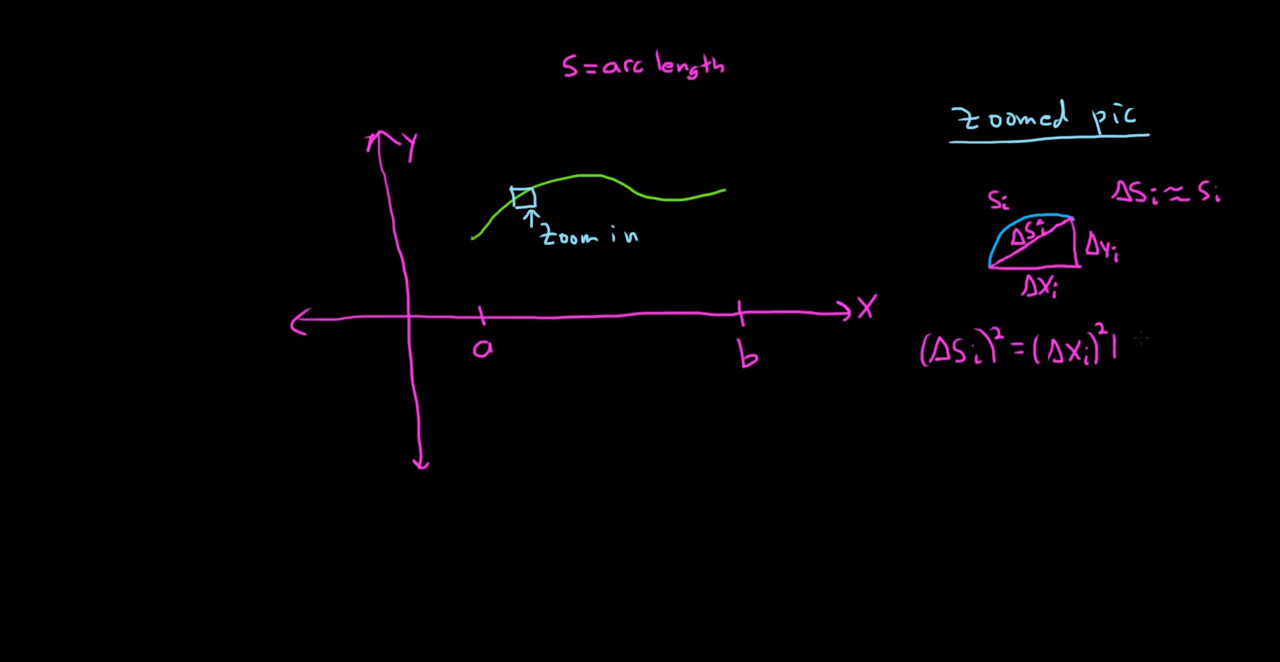 S=arc length
Zoomed pic
Y
Si ΔSi≈Si
ΔSi
Zoom in
Δyi
ΔXi
X
a
b
(ΔSi)²=(ΔXi)²|